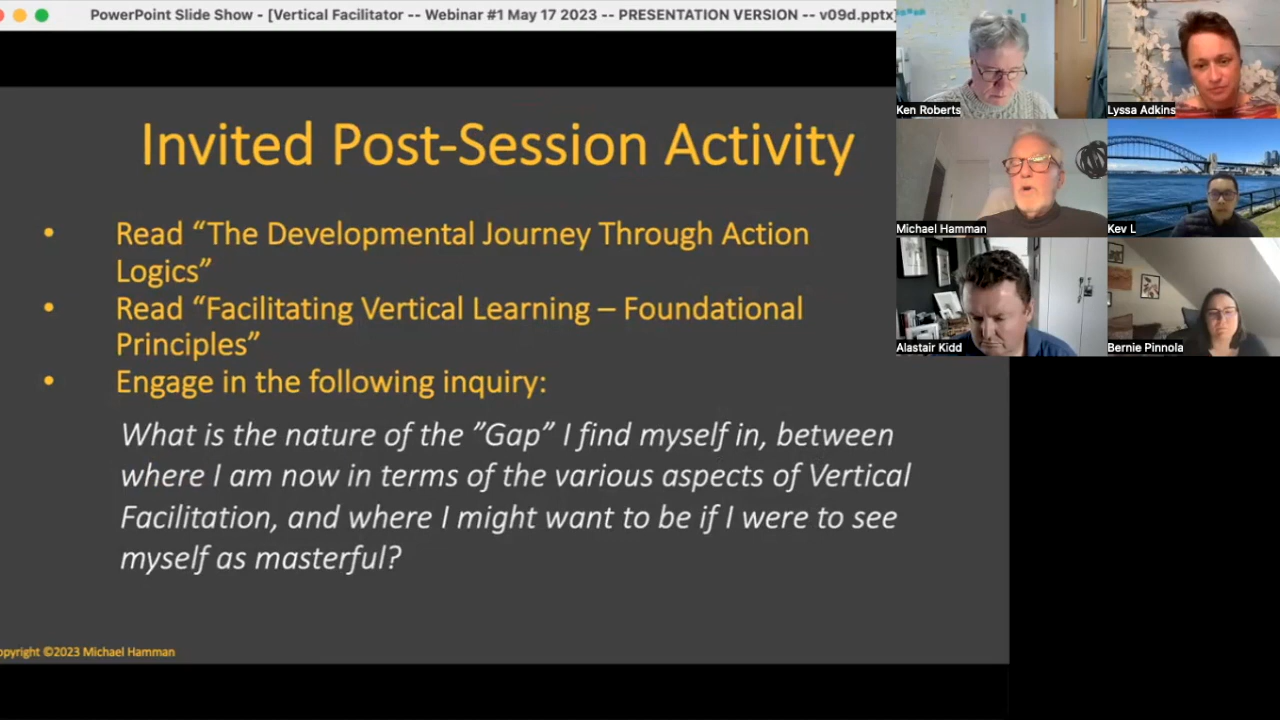 PowerPoint Slide Show - [Vertical Facilitator -- Webinar #1 May 17 2023 -- PRESENTATION VERSION -- v09d.pptx]
Invited Post-Session Activity
• Read “The Developmental Journey Through Action
Logics”
• Read “Facilitating Vertical Learning – Foundational
Principles”
• Engage in the following inquiry:
What is the nature of the ”Gap” I find myself in, between
where I am now in terms of the various aspects of Vertical
Facilitation, and where I might want to be if I were to see
myself as masterful?
opyright ©2023 Michael Hamman
Ken Roberts
Lyssa Adkins
Michael Hamman
Kev L
Alastair Kidd
Bernie Pinnola